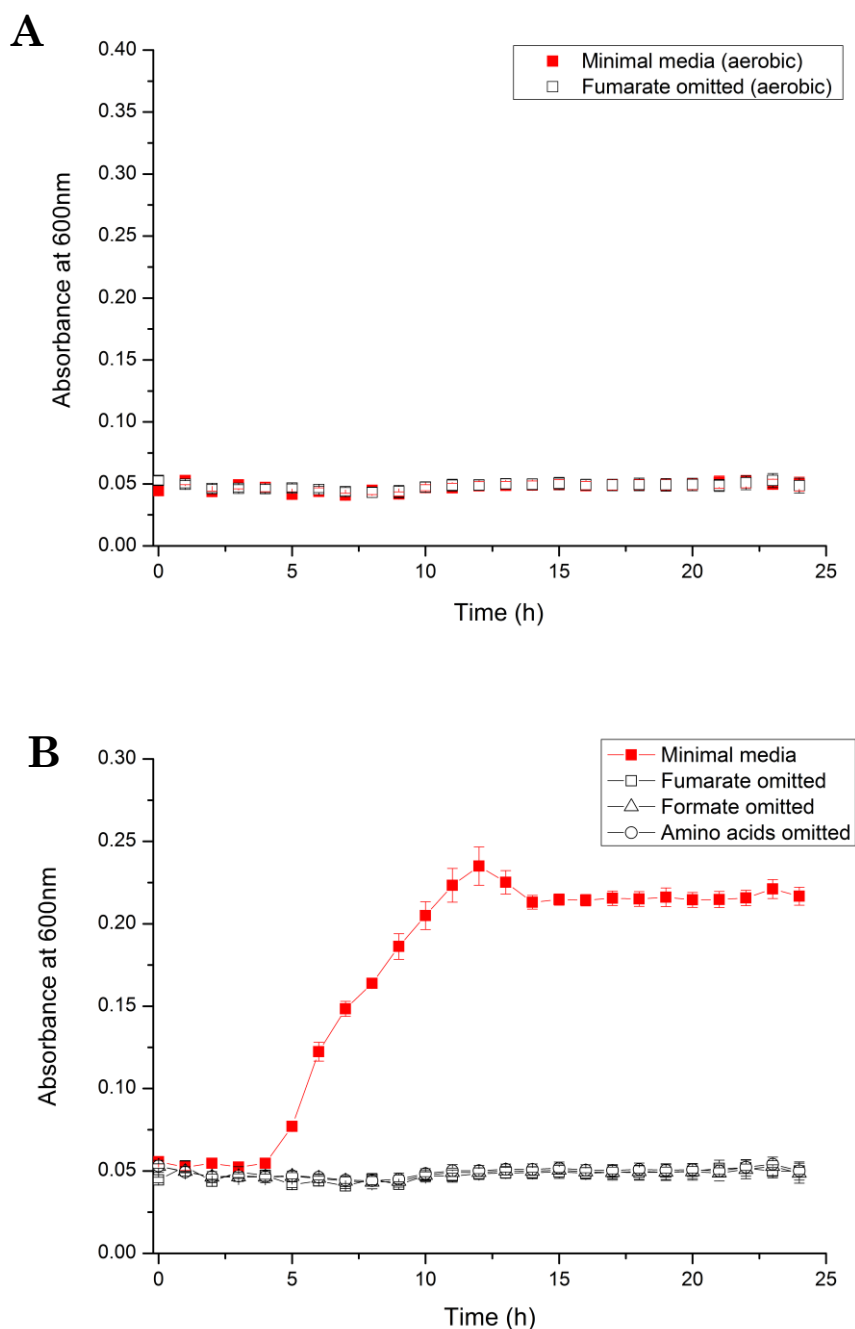 A
0.40
0.35
0.30
0.25
0.20
0.15
0.10
0.05
0.00
Absorbance at 600nm
Minimal media (aerobic)
Fumarate omitted (aerobic)
0 5 10 15 20 25
Time (h)
B
0.30
0.25
0.20
0.15
0.10
0.05
0.00
Absorbance at 600nm
Minimal media
Fumarate omitted
Formate omitted
Amino acids omitted
0 5 10 15 20 25
Time (h)